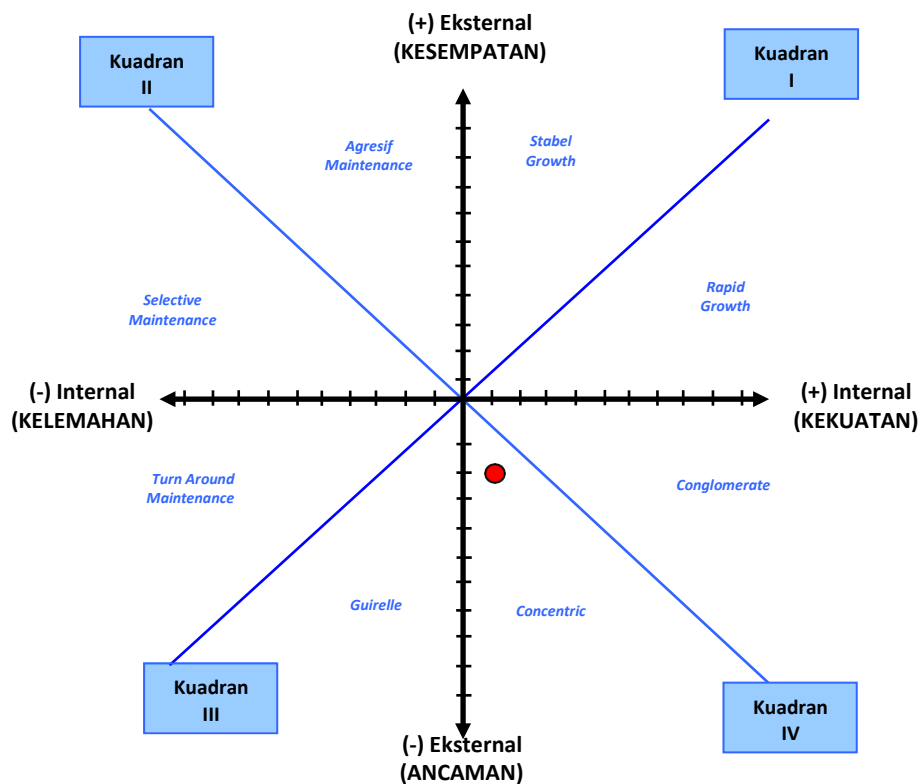 (+) Eksternal
(KESEMPATAN)
Kuadran
II
Kuadran
I
Agresif
Maintenance
Stabel
Growth
Selective
Maintenance
Rapid
Growth
(-) Internal
(KELEMAHAN)
(+) Internal
(KEKUATAN)
Turn Around
Maintenance
Conglomerate
Guirelle
Concentric
Kuadran
III
Kuadran
IV
(-) Eksternal
(ANCAMAN)